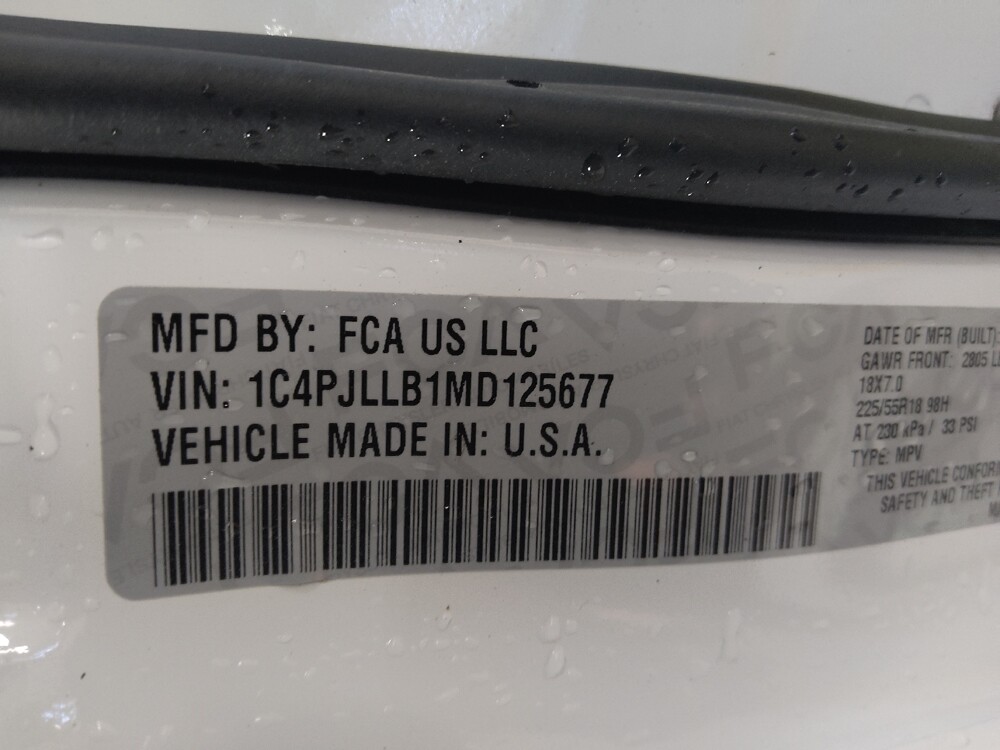 MFD BY: FCA US LLC
VIN: 1C4PJLLB1MD125677
VEHICLE MADE IN: U.S.A.
DATE OF MFR (BUILT):
GAWR FRONT: 2805 L
18X7.0
225/55R18 98H
AT 230 kPa / 33 PSI
TYPE: MPV
THIS VEHICLE CONFOR
SAFETY AND THEFT